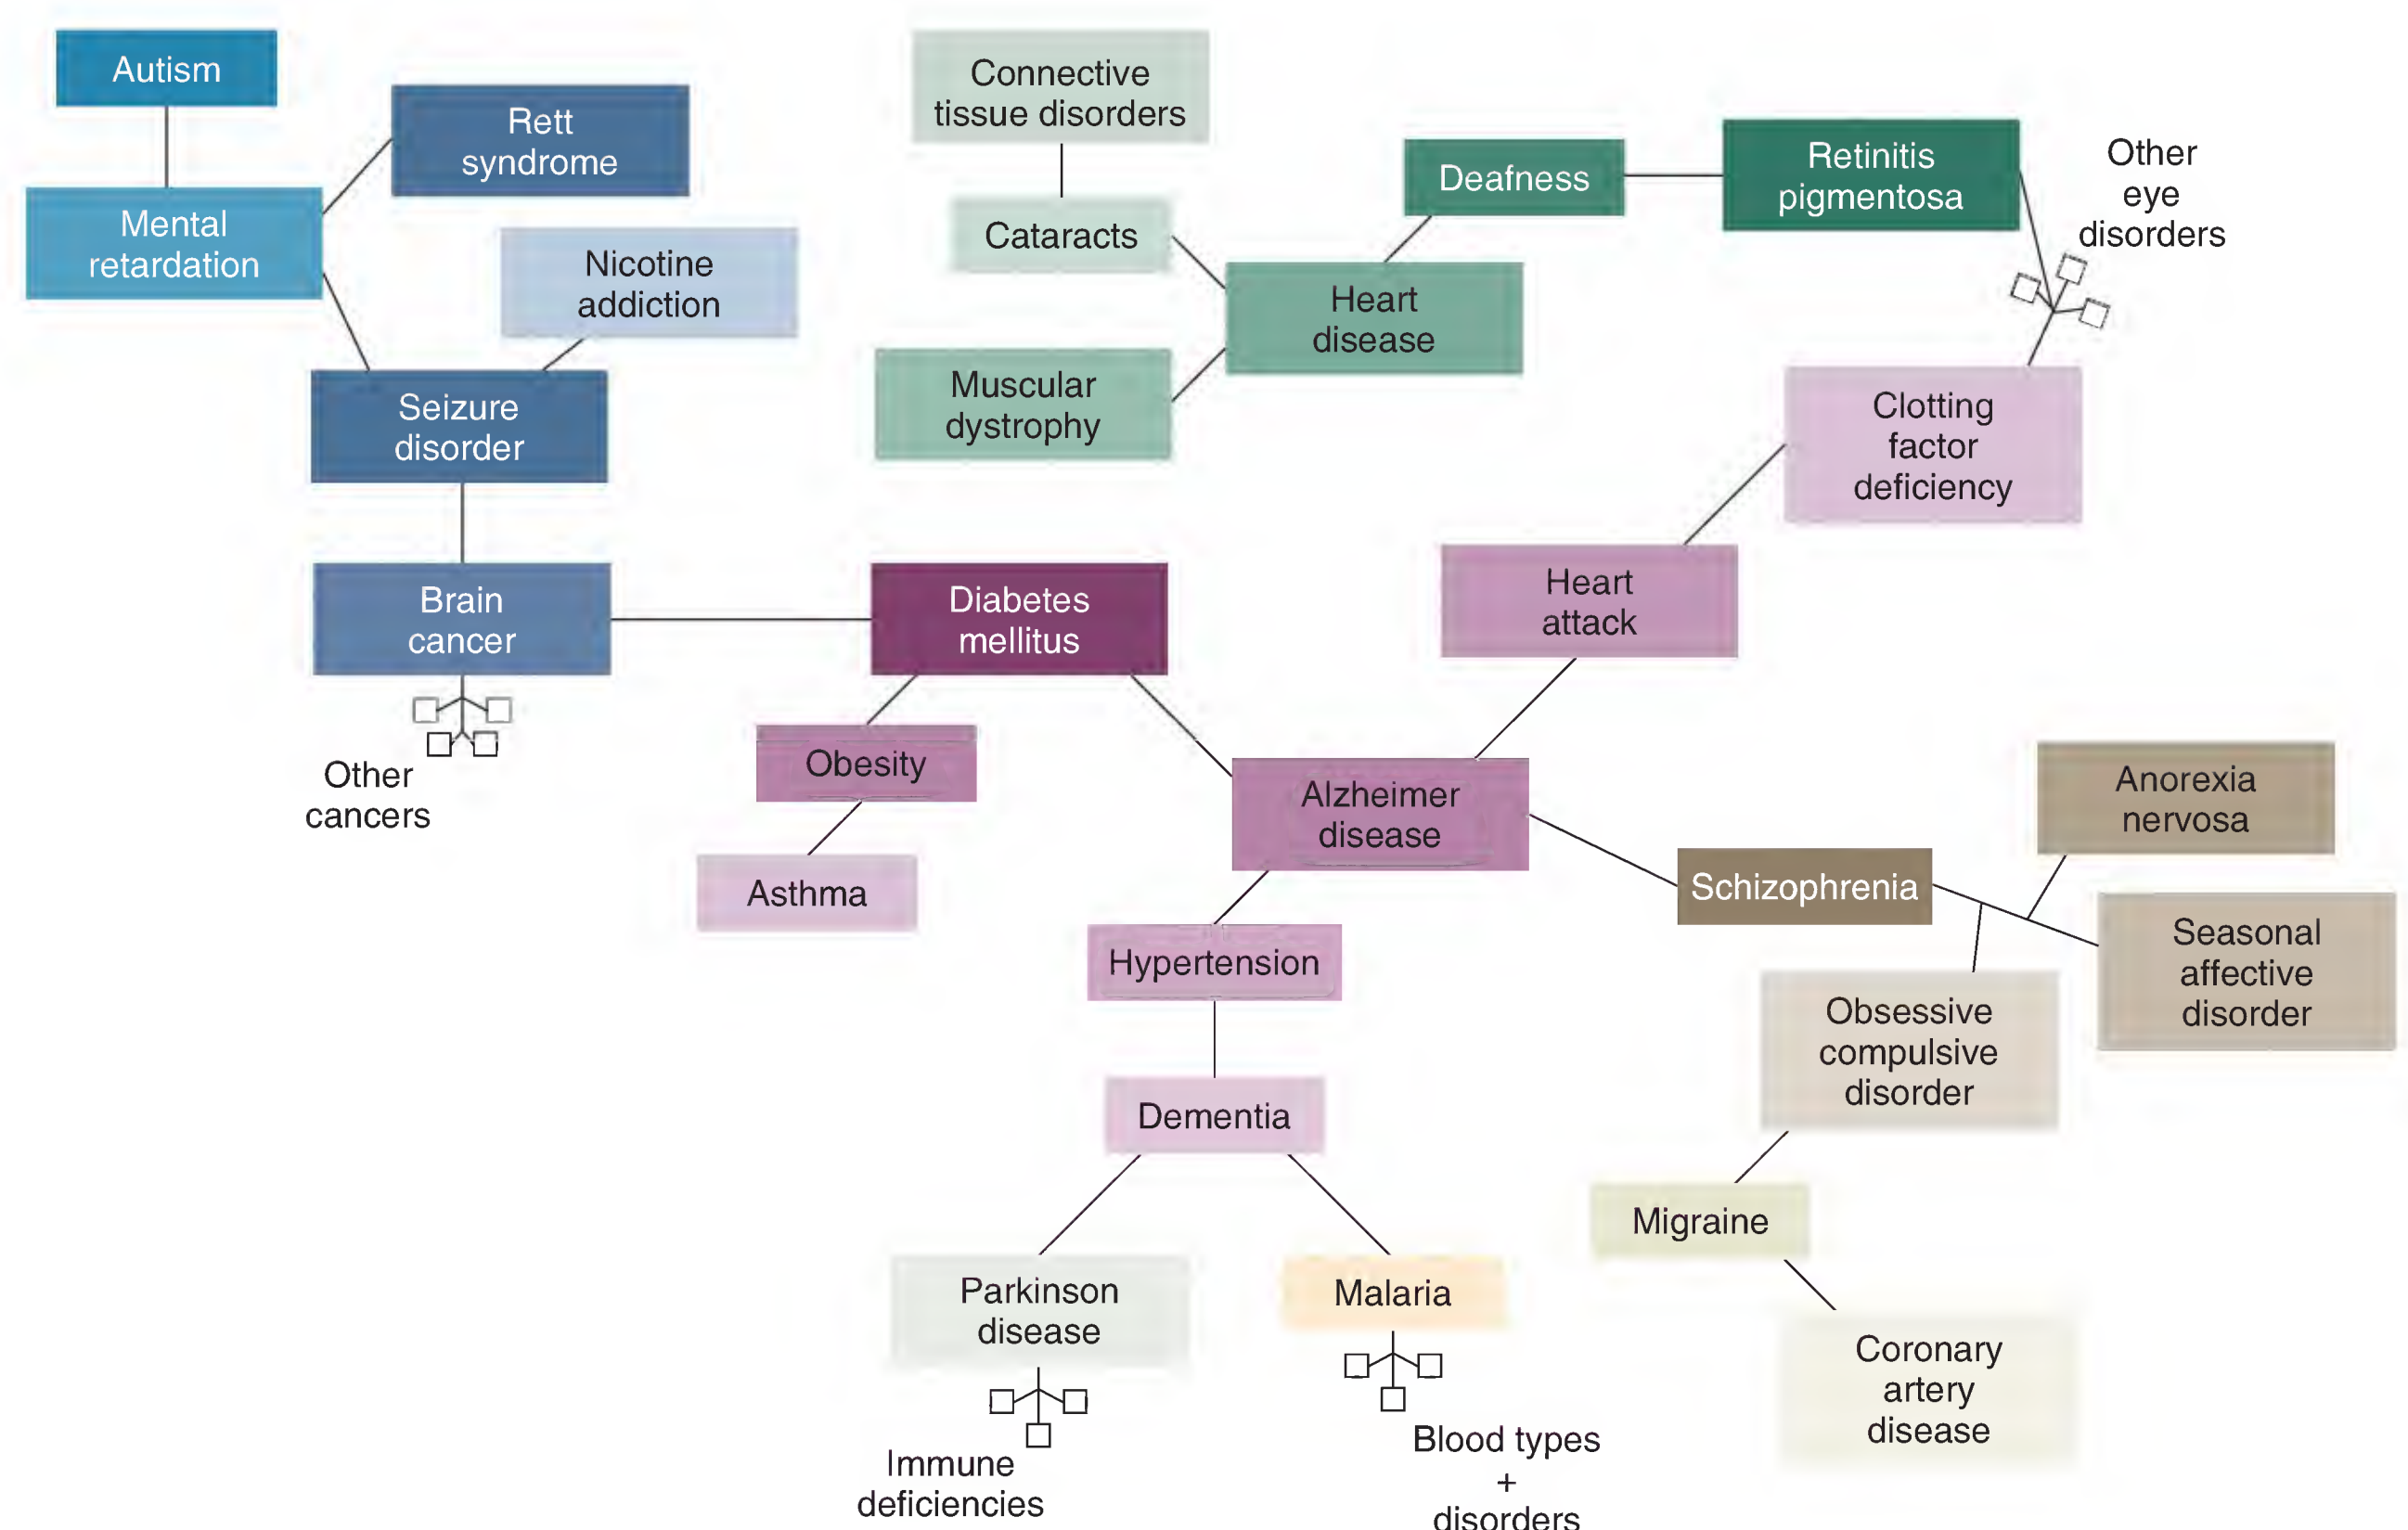 Autism
Rett
syndrome
Mental
retardation
Nicotine
addiction
Seizure
disorder
Brain
cancer
Other
cancers
Connective
tissue disorders
Cataracts
Muscular
dystrophy
Heart
disease
Deafness
Retinitis
pigmentosa
Other
eye
disorders
Clotting
factor
deficiency
Heart
attack
Diabetes
mellitus
Obesity
Asthma
Alzheimer
disease
Hypertension
Dementia
Parkinson
disease
Immune
deficiencies
Malaria
Blood types
+
disorders
Schizophrenia
Anorexia
nervosa
Seasonal
affective
disorder
Obsessive
compulsive
disorder
Migraine
Coronary
artery
disease